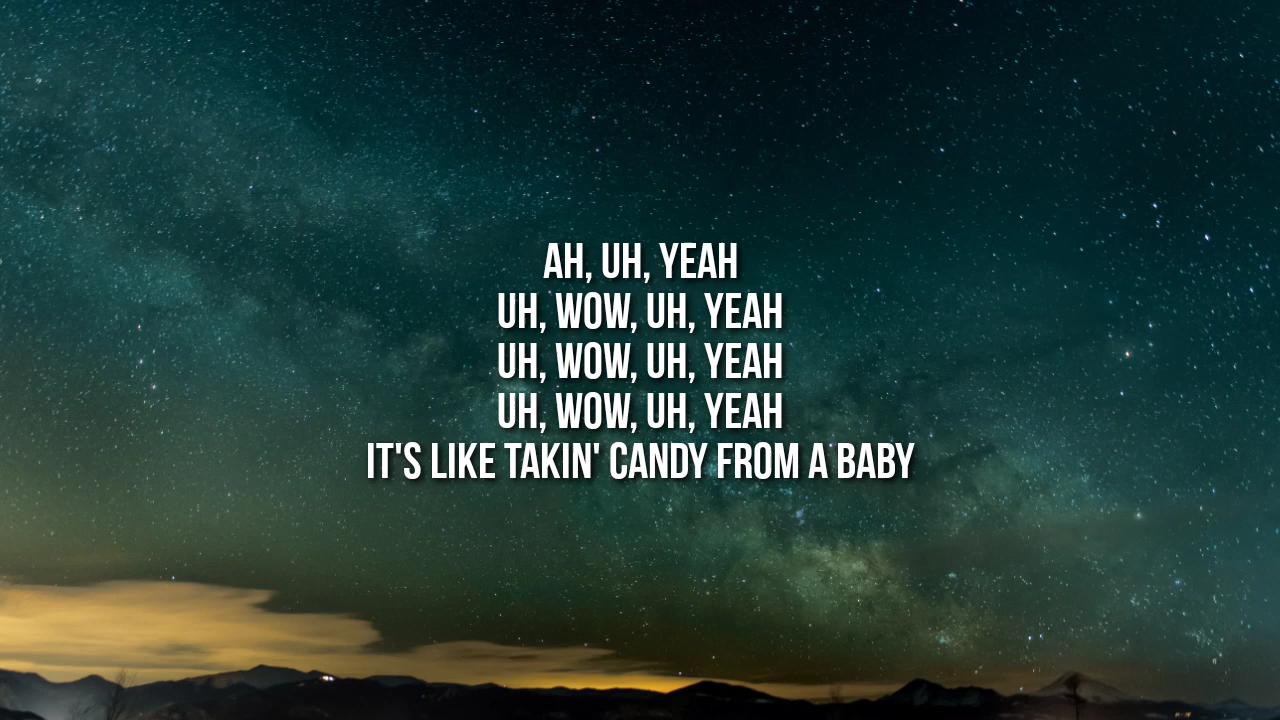 AH, UH, YEAH
UH, WOW, UH, YEAH
UH, WOW, UH, YEAH
UH, WOW, UH, YEAH
IT'S LIKE TAKIN' CANDY FROM A BABY